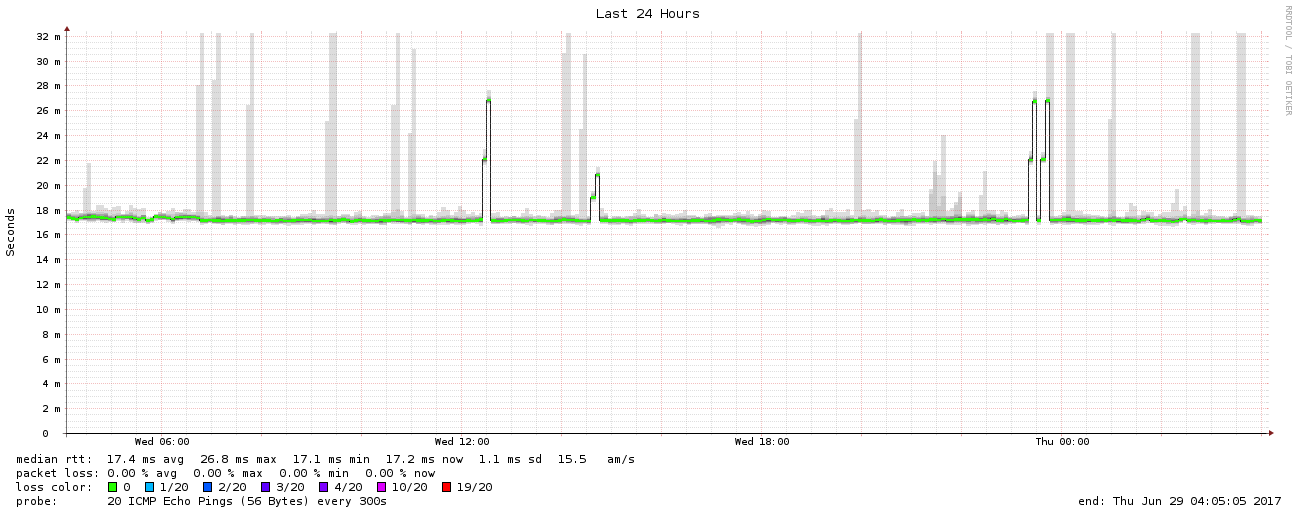 Last 24 Hours
RRDTOOL / TOBI OETIKER
Seconds
32 m
30 m
28 m
26 m
24 m
22 m
20 m
18 m
16 m
14 m
12 m
10 m
8 m
6 m
4 m
2 m
0
Wed 06:00 Wed 12:00 Wed 18:00 Thu 00:00
median rtt: 17.4 ms avg 26.8 ms max 17.1 ms min 17.2 ms now 1.1 ms sd 15.5 am/s
packet loss: 0.00 % avg 0.00 % max 0.00 % min 0.00 % now
loss color: 0 1/20 2/20 3/20 4/20 10/20 19/20
probe: 20 ICMP Echo Pings (56 Bytes) every 300s end: Thu Jun 29 04:05:05 2017